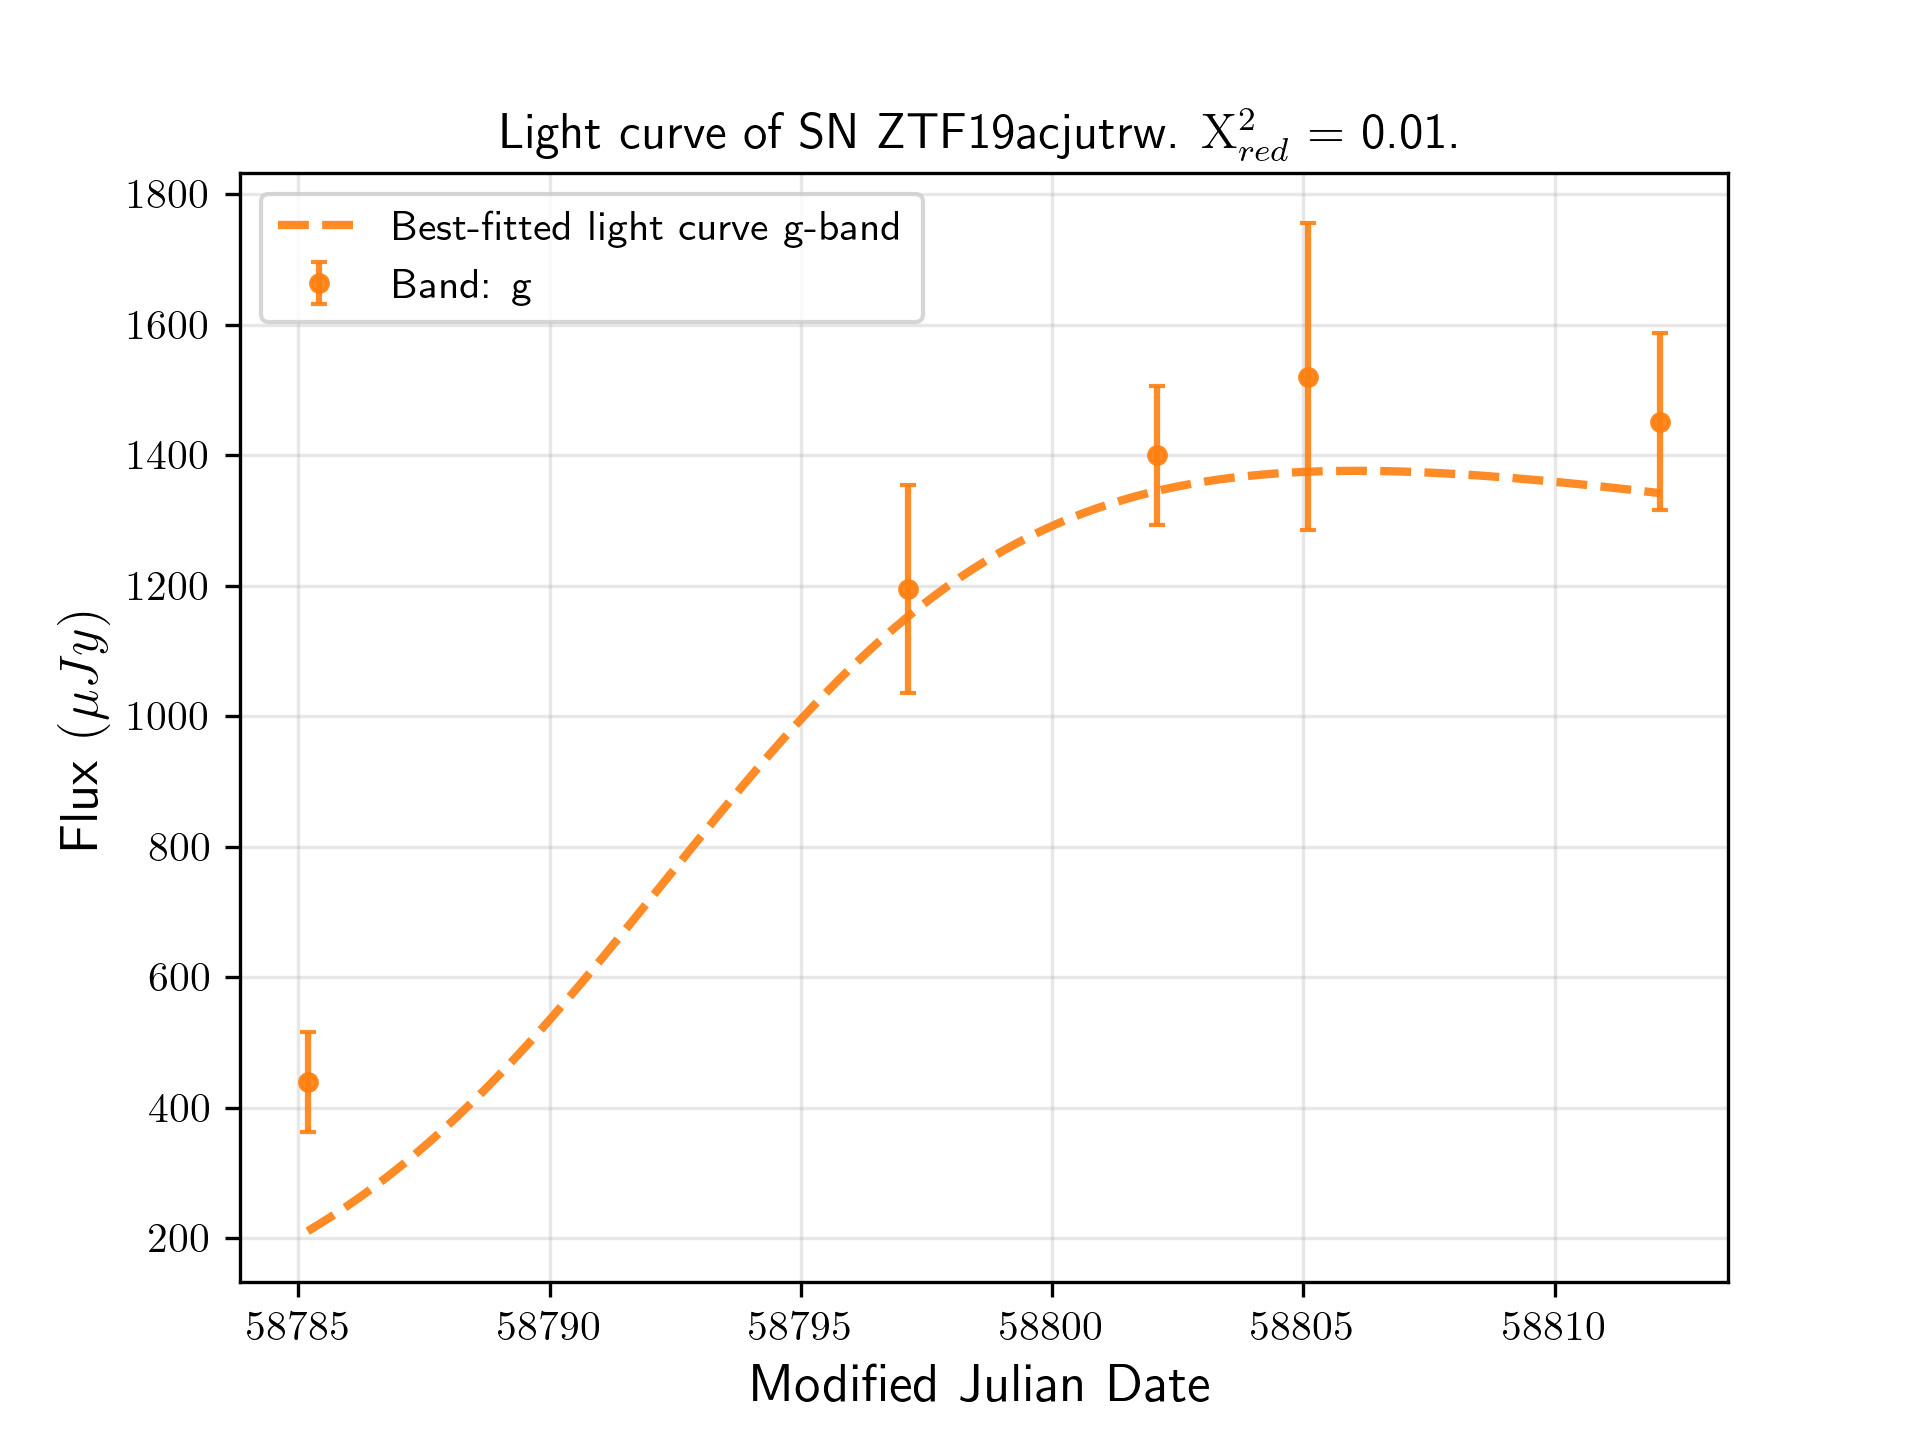 Light curve of SN ZTF19acjutrw. X²_red = 0.01.
Best-fitted light curve g-band
Band: g
Flux (μJy)
1800
1600
1400
1200
1000
800
600
400
200
58785 58790 58795 58800 58805 58810
Modified Julian Date